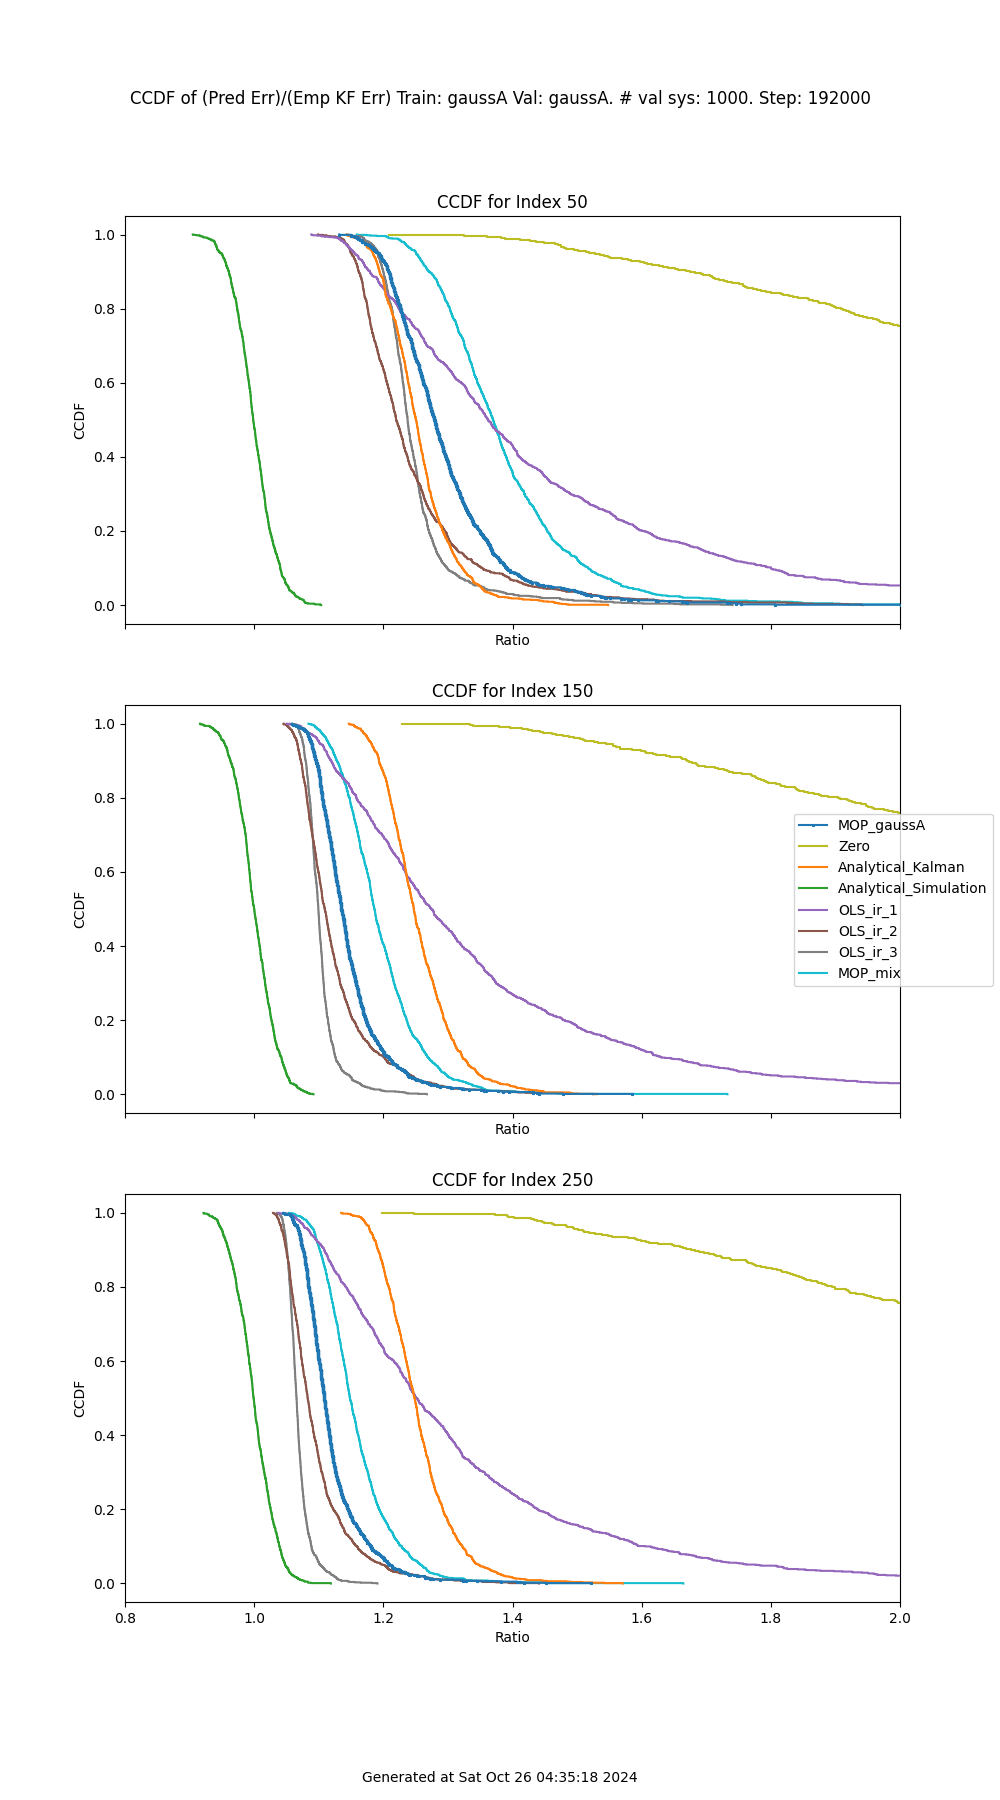 CCDF of (Pred Err)/(Emp KF Err) Train: gaussA Val: gaussA. # val sys: 1000. Step: 192000
CCDF for Index 50
1.0
0.8
0.6
0.4
0.2
0.0
CCDF
Ratio
CCDF for Index 150
1.0
0.8
0.6
0.4
0.2
0.0
CCDF
Ratio
MOP_gaussA
Zero
Analytical_Kalman
Analytical_Simulation
OLS_ir_1
OLS_ir_2
OLS_ir_3
MOP_mix
CCDF for Index 250
1.0
0.8
0.6
0.4
0.2
0.0
CCDF
0.8 1.0 1.2 1.4 1.6 1.8 2.0
Ratio
Generated at Sat Oct 26 04:35:18 2024